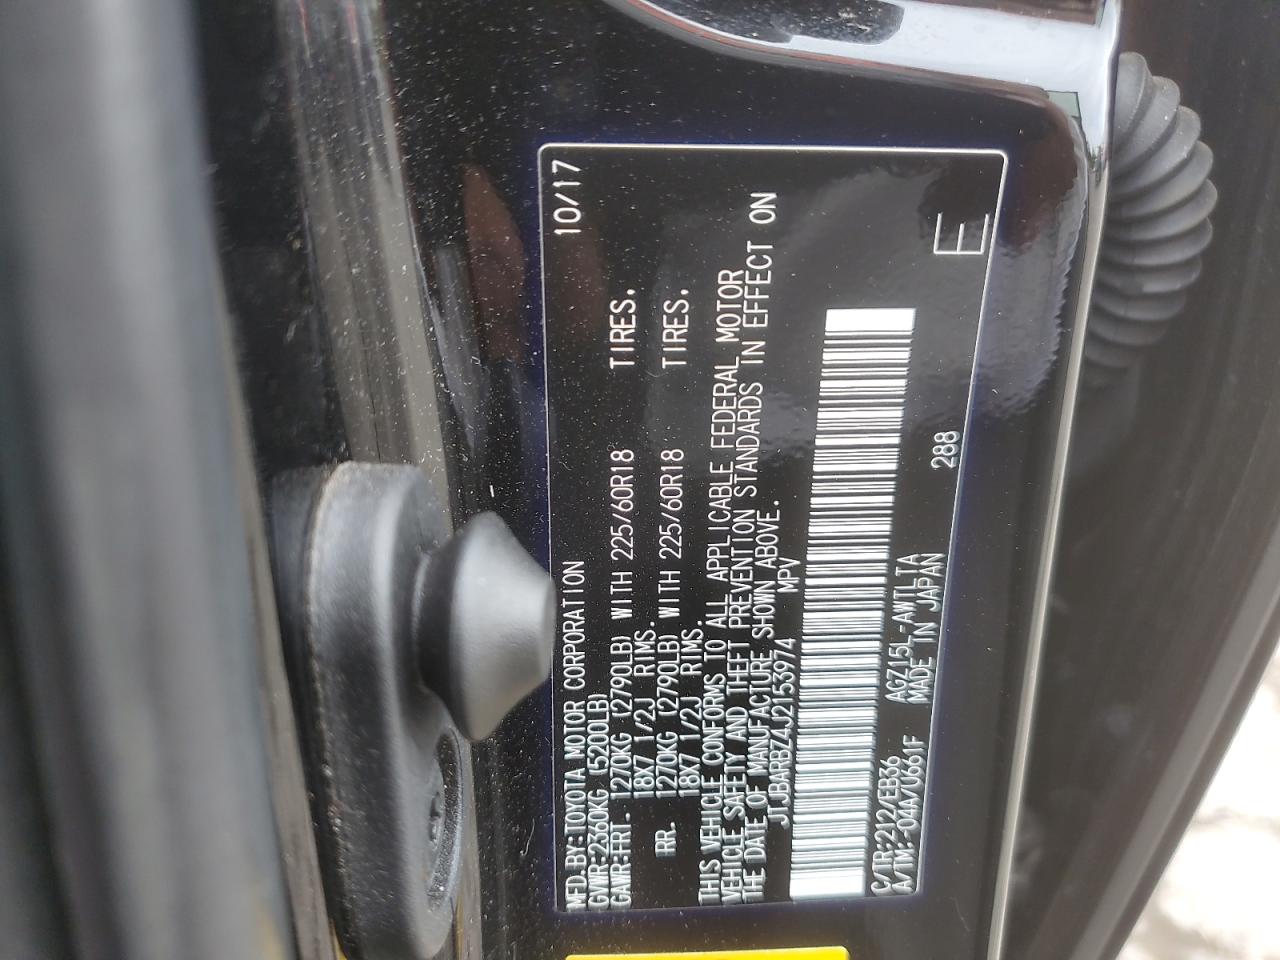 MFD.BY:TOYOTA MOTOR CORPORATION 10/17
GVWR:2360KG (5200LB)
GAWR:FRT. 1270KG (2790LB) WITH 225/60R18 TIRES.
18X7 1/2J RIMS.
RR. 1270KG (2790LB) WITH 225/60R18 TIRES.
18X7 1/2J RIMS.
THIS VEHICLE CONFORMS TO ALL APPLICABLE FEDERAL MOTOR
VEHICLE SAFETY AND THEFT PREVENTION STANDARDS IN EFFECT ON
THE DATE OF MANUFACTURE SHOWN ABOVE.
JTJBARBZ4J2153974 MPV
C/TR:212/EB36 AGZ15L-AWTLTA
A/TM:-04A/U661F MADE IN JAPAN
288
E